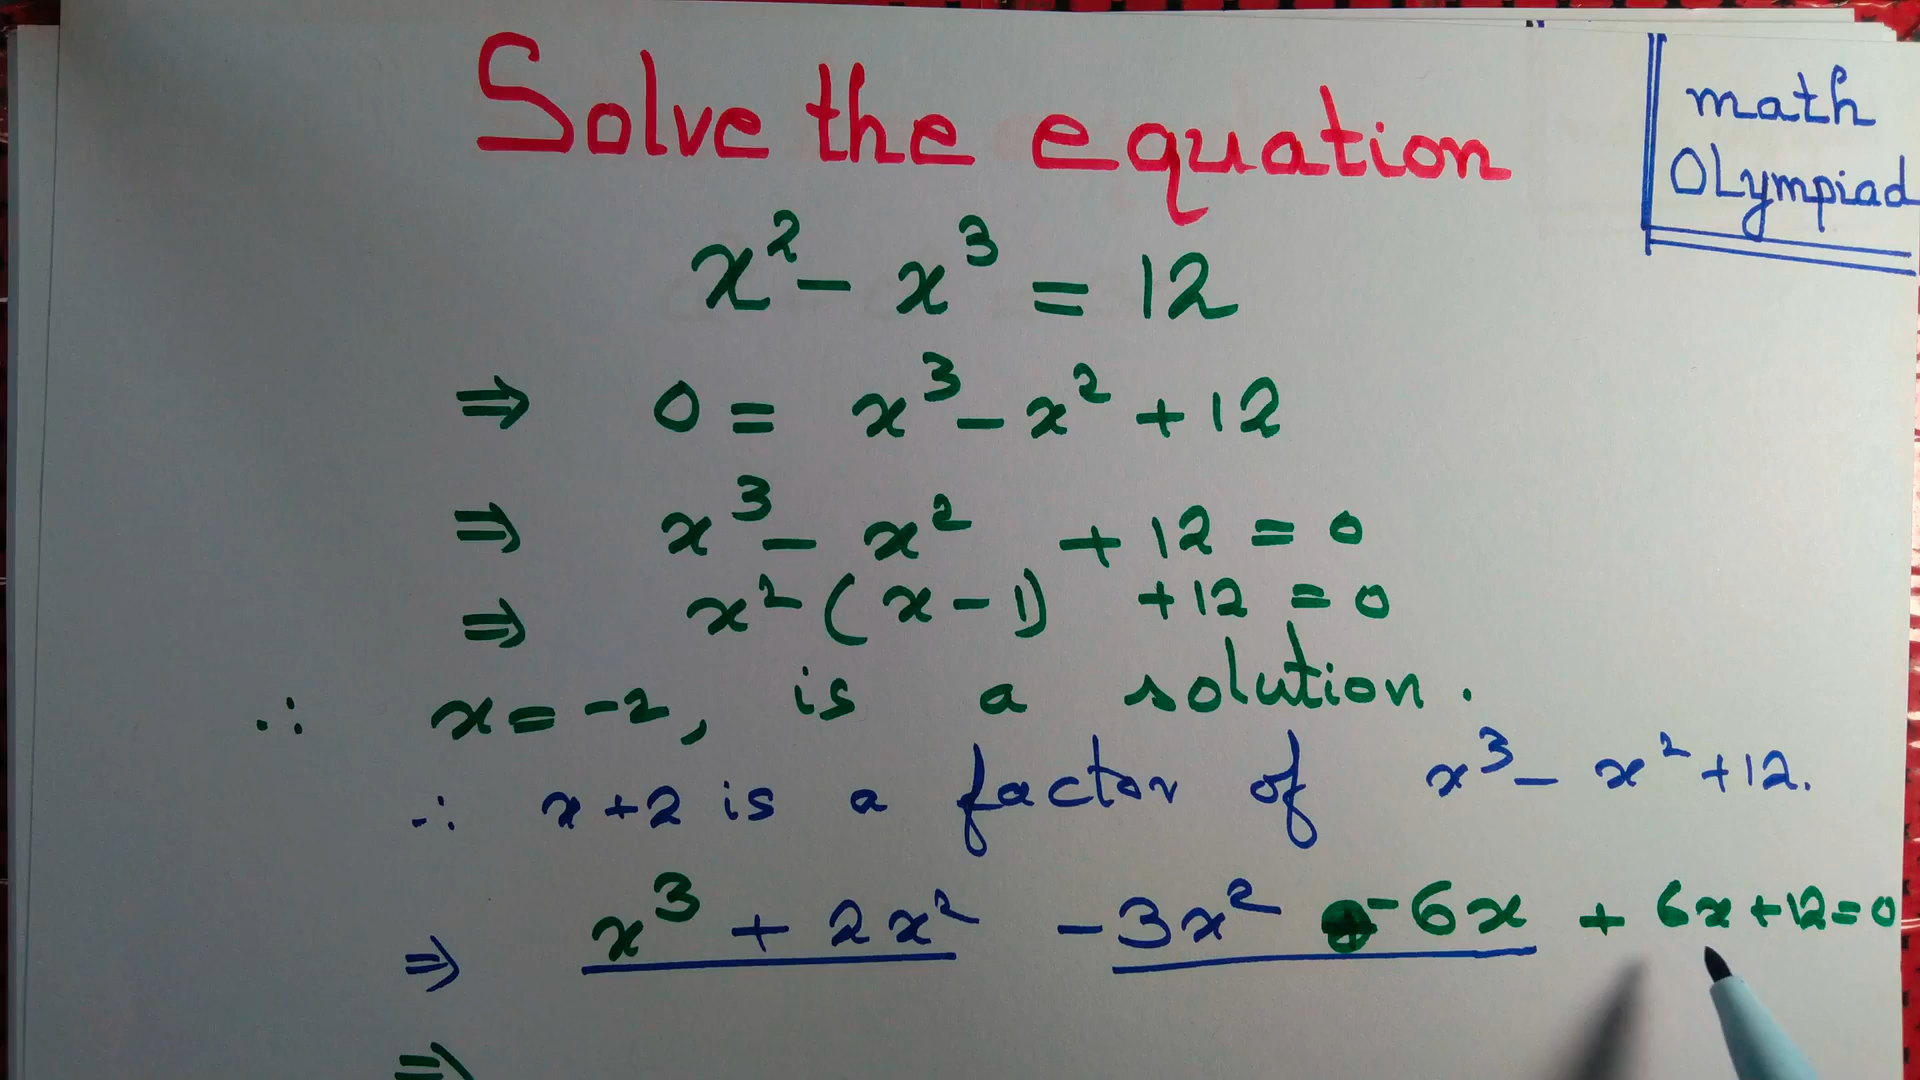 Solve the equation
math
OLympiad
x² - x³ = 12
⇒ 0 = x³ - x² + 12
⇒ x³ - x² + 12 = 0
⇒ x² (x - 1) + 12 = 0
∴ x = -2, is a solution.
∴ x + 2 is a factor of x³ - x² + 12.
⇒ x³ + 2x² - 3x² - 6x + 6x + 12 = 0
⇒